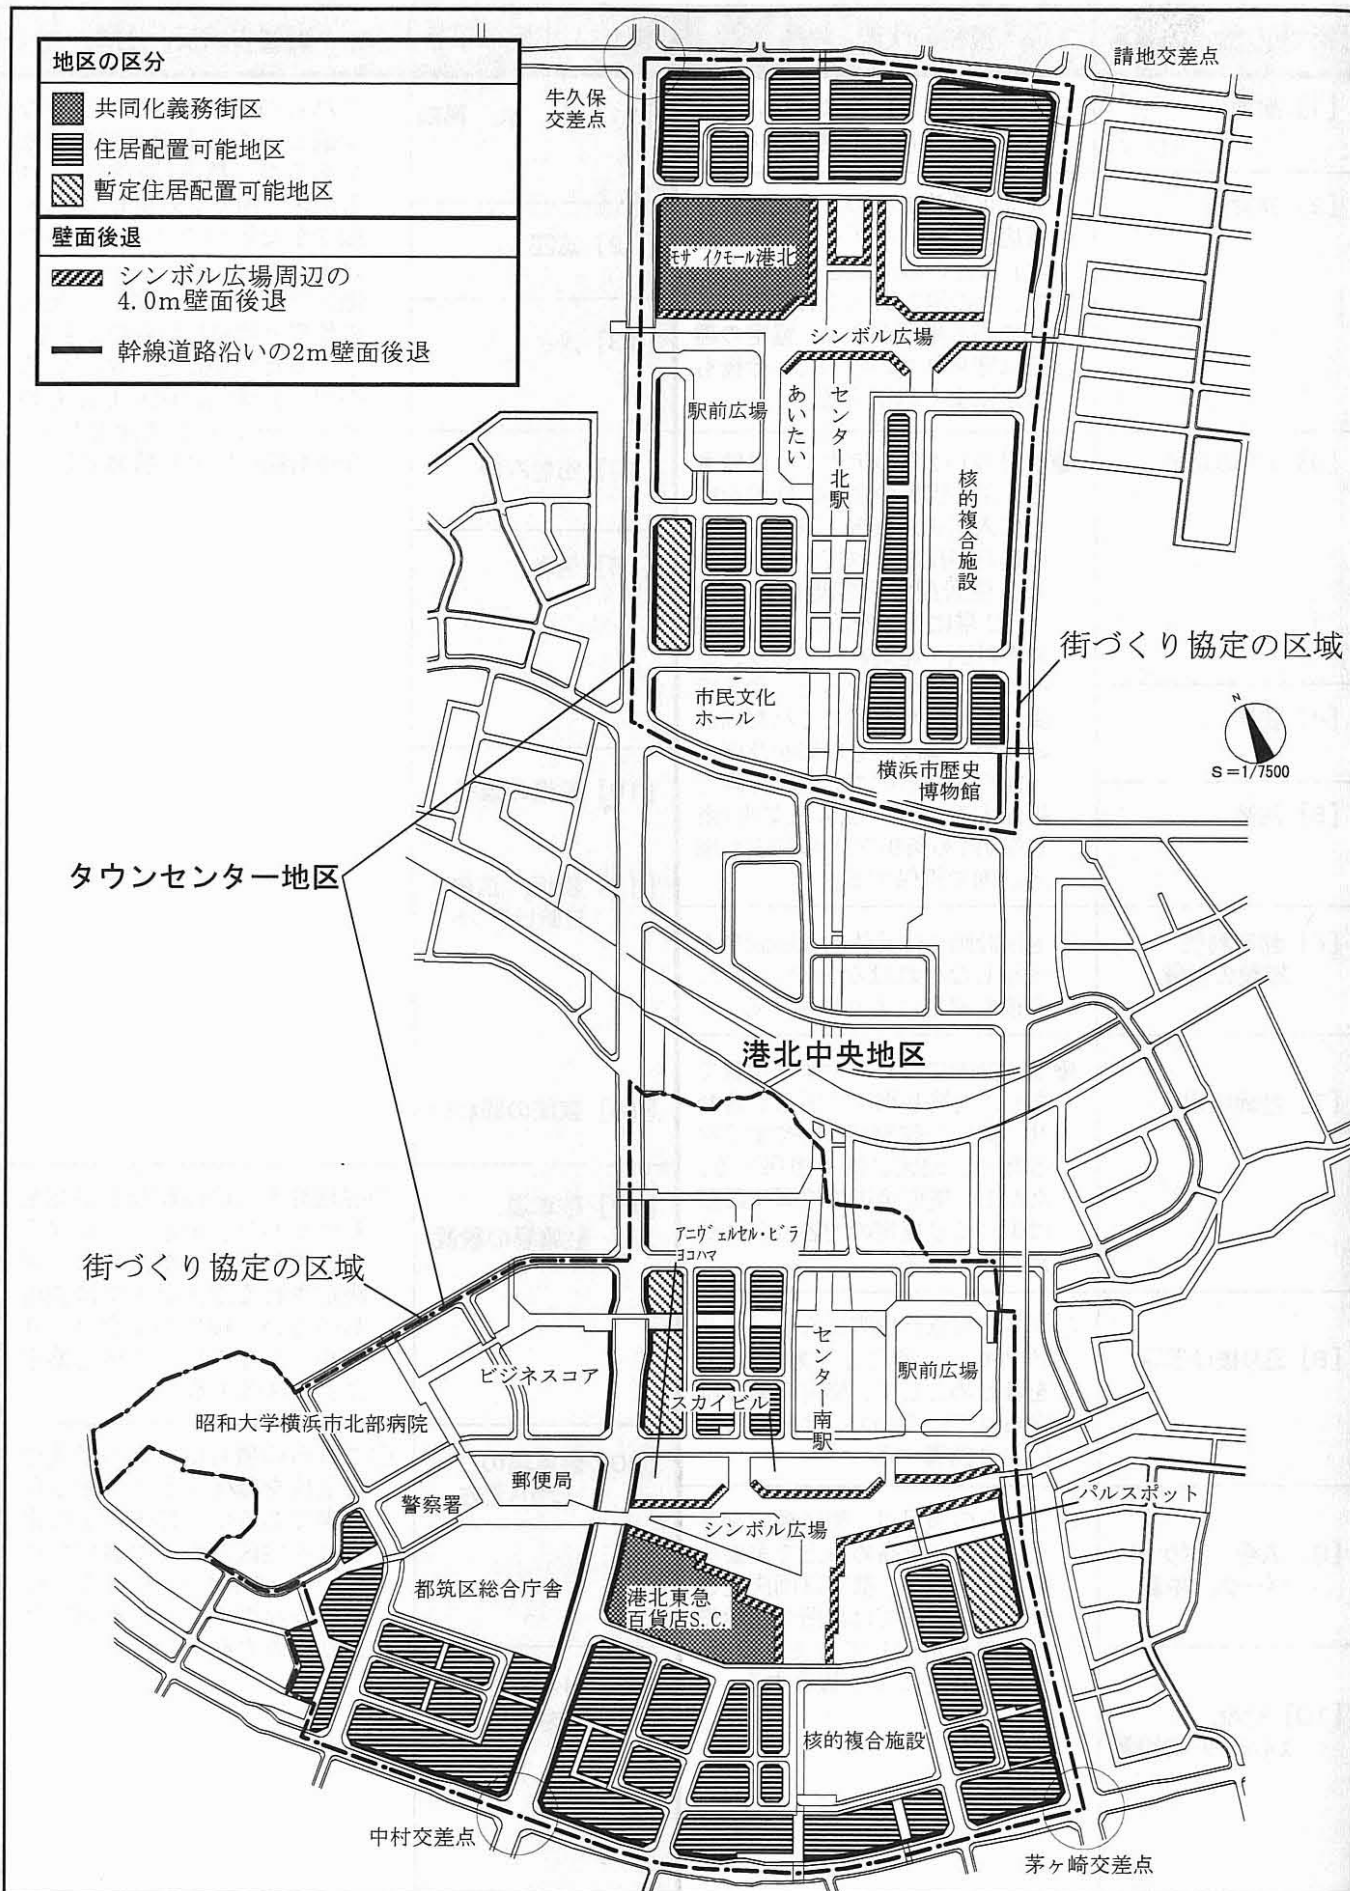 地区の区分
共同化義務街区
住居配置可能地区
暫定住居配置可能地区
壁面後退
シンボル広場周辺の
4.0m壁面後退
幹線道路沿いの2m壁面後退
牛久保
交差点
請地交差点
モザイクモール港北
シンボル広場
駅前広場
あいたい
センター北駅
核的複合施設
街づくり協定の区域
市民文化
ホール
横浜市歴史
博物館
N
S=1/7500
タウンセンター地区
港北中央地区
アニヴェルセル・ビラ
ヨコハマ
街づくり協定の区域
ビジネスコア
スカイビル
センター南駅
駅前広場
昭和大学横浜市北部病院
郵便局
警察署
シンボル広場
パルスポット
都筑区総合庁舎
港北東急
百貨店S.C.
核的複合施設
中村交差点
茅ヶ崎交差点